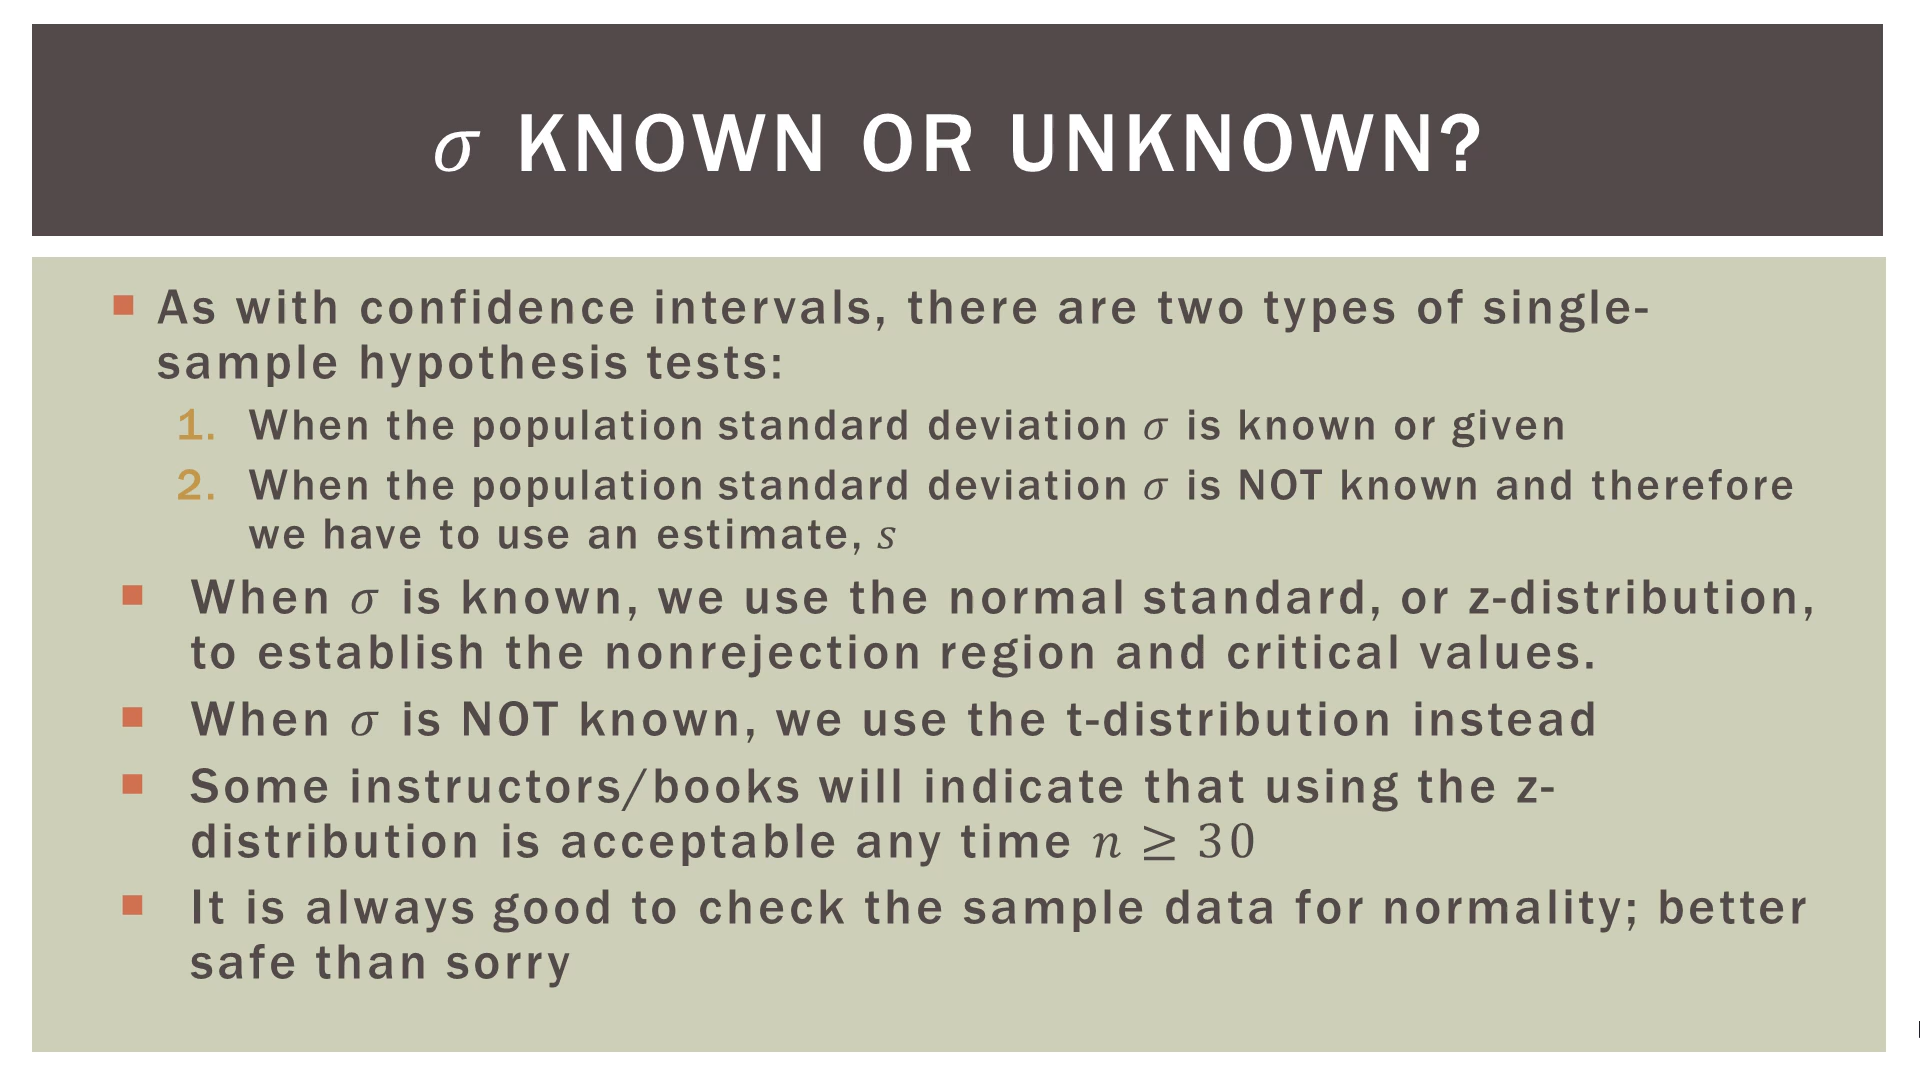 σ KNOWN OR UNKNOWN?
As with confidence intervals, there are two types of single-
sample hypothesis tests:
1. When the population standard deviation σ is known or given
2. When the population standard deviation σ is NOT known and therefore
we have to use an estimate, s
When σ is known, we use the normal standard, or z-distribution,
to establish the nonrejection region and critical values.
When σ is NOT known, we use the t-distribution instead
Some instructors/books will indicate that using the z-
distribution is acceptable any time n ≥ 30
It is always good to check the sample data for normality; better
safe than sorry